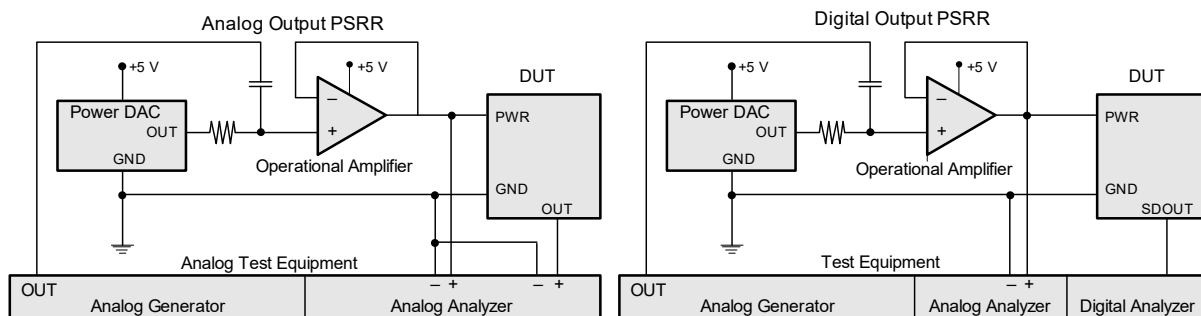 Analog Output PSRR
+5 V
+5 V
DUT
Power DAC
OUT
GND
–
+
Operational Amplifier
PWR
GND
OUT
Analog Test Equipment
– +
– +
OUT
Analog Generator
Analog Analyzer
Digital Output PSRR
+5 V
+5 V
DUT
Power DAC
OUT
GND
–
+
Operational Amplifier
PWR
GND
SDOUT
Test Equipment
– +
OUT
Analog Generator
Analog Analyzer
Digital Analyzer